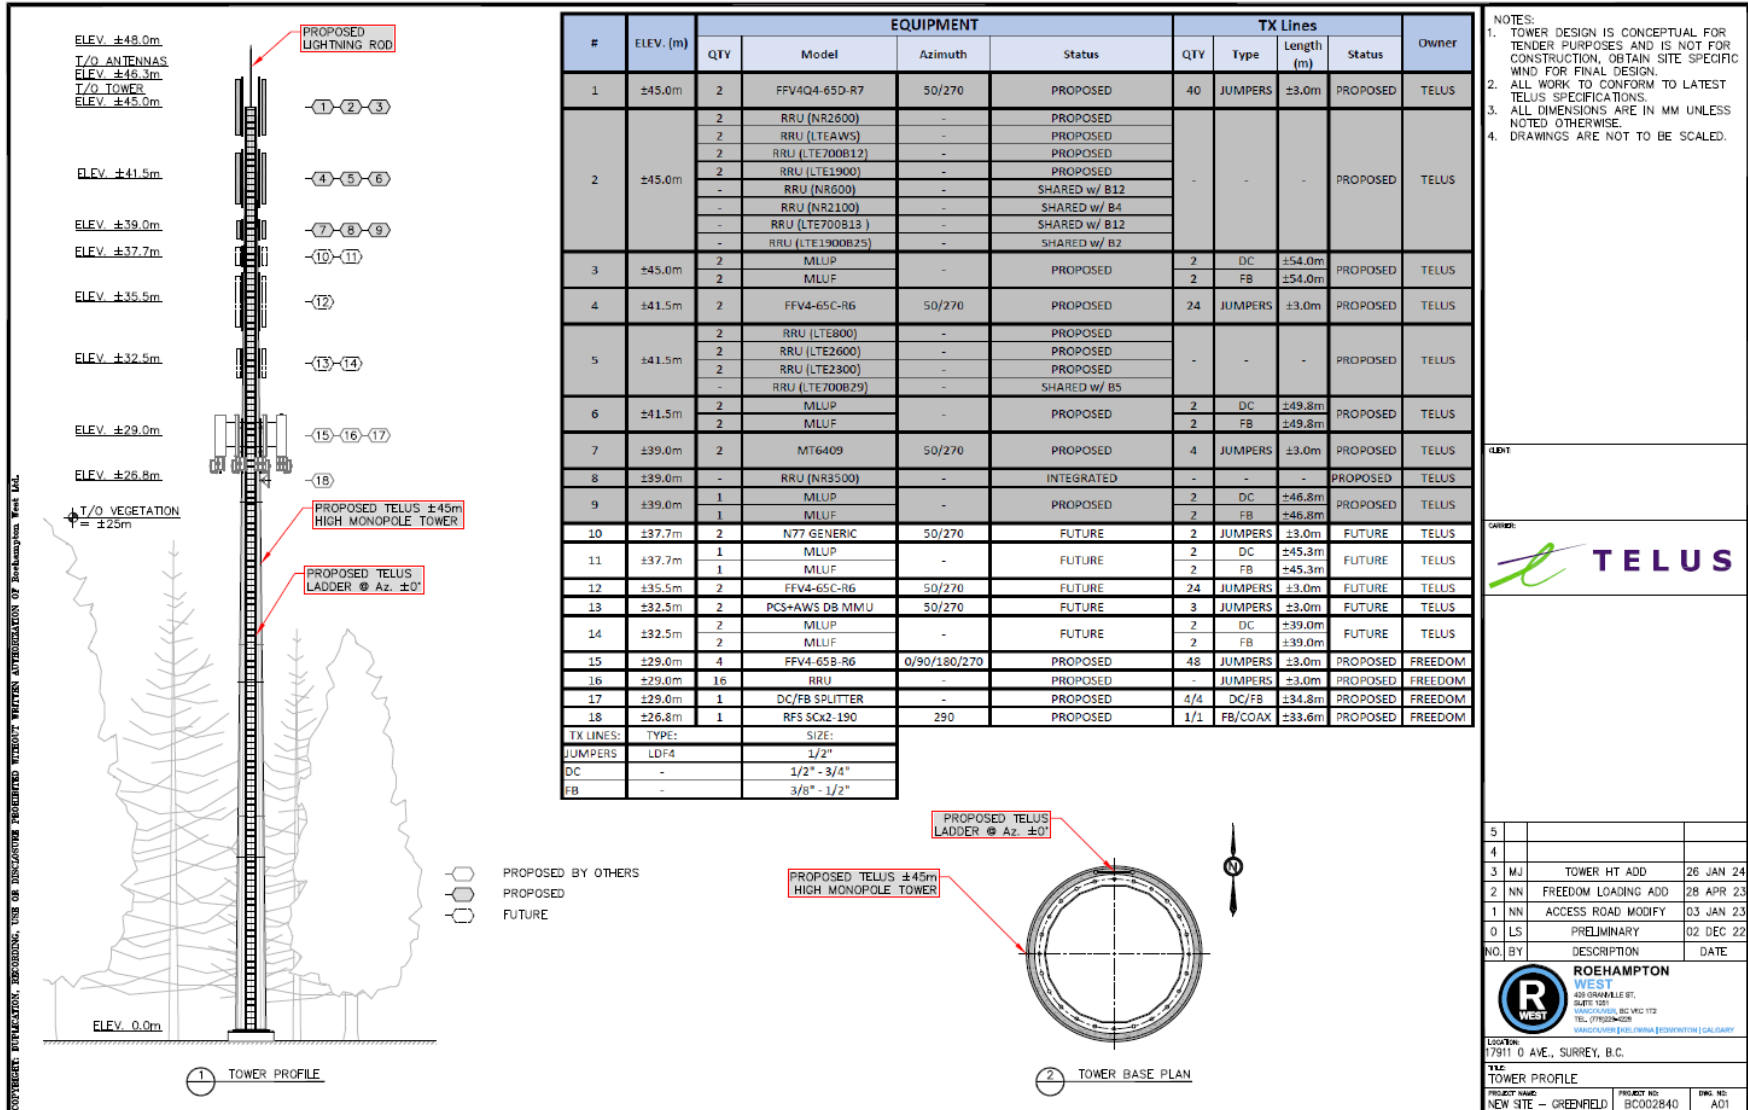 ELEV. ±48.0m
T/O ANTENNAS
ELEV. ±46.3m
T/O TOWER
ELEV. ±45.0m
ELEV. ±41.5m
ELEV. ±39.0m
ELEV. ±37.7m
ELEV. ±35.5m
ELEV. ±32.5m
ELEV. ±29.0m
ELEV. ±26.8m
T/O VEGETATION
= ±25m
ELEV. 0.0m
PROPOSED
LIGHTNING ROD
1 2 3
4 5 6
7 8 9
10 11
12
13 14
15 16 17
18
PROPOSED TELUS ±45m
HIGH MONOPOLE TOWER
PROPOSED TELUS
LADDER @ Az. ±0°
1 TOWER PROFILE
COPYRIGHT: DUPLICATION, RECORDING, USE OR DISCLOSURE PROHIBITED WITHOUT WRITTEN AUTHORIZATION OF Roehampton West Ltd.
# ELEV. (m) EQUIPMENT TX Lines Owner
QTY Model Azimuth Status QTY Type Length (m) Status
1 ±45.0m 2 FFV4Q4-65D-R7 50/270 PROPOSED 40 JUMPERS ±3.0m PROPOSED TELUS
2 RRU (NR2600) - PROPOSED
2 RRU (LTEAWS) - PROPOSED
2 RRU (LTE700B12) - PROPOSED
2 RRU (LTE1900) - PROPOSED
2 ±45.0m - - - PROPOSED TELUS
- RRU (NR600) - SHARED w/ B12
- RRU (NR2100) - SHARED w/ B4
- RRU (LTE700B13 ) - SHARED w/ B12
- RRU (LTE1900B25) - SHARED w/ B2
3 ±45.0m 2 MLUP - PROPOSED 2 DC ±54.0m PROPOSED TELUS
2 MLUF 2 FB ±54.0m
4 ±41.5m 2 FFV4-65C-R6 50/270 PROPOSED 24 JUMPERS ±3.0m PROPOSED TELUS
2 RRU (LTE800) - PROPOSED
2 RRU (LTE2600) - PROPOSED
5 ±41.5m - - - PROPOSED TELUS
2 RRU (LTE2300) - PROPOSED
- RRU (LTE700B29) - SHARED w/ B5
6 ±41.5m 2 MLUP - PROPOSED 2 DC ±49.8m PROPOSED TELUS
2 MLUF 2 FB ±49.8m
7 ±39.0m 2 MT6409 50/270 PROPOSED 4 JUMPERS ±3.0m PROPOSED TELUS
8 ±39.0m - RRU (NR3500) - INTEGRATED - - - PROPOSED TELUS
9 ±39.0m 1 MLUP - PROPOSED 2 DC ±46.8m PROPOSED TELUS
1 MLUF 2 FB ±46.8m
10 ±37.7m 2 N77 GENERIC 50/270 FUTURE 2 JUMPERS ±3.0m FUTURE TELUS
11 ±37.7m 1 MLUP - FUTURE 2 DC ±45.3m FUTURE TELUS
1 MLUF 2 FB ±45.3m
12 ±35.5m 2 FFV4-65C-R6 50/270 FUTURE 24 JUMPERS ±3.0m FUTURE TELUS
13 ±32.5m 2 PCS+AWS DB MMU 50/270 FUTURE 3 JUMPERS ±3.0m FUTURE TELUS
14 ±32.5m 2 MLUP - FUTURE 2 DC ±39.0m FUTURE TELUS
2 MLUF 2 FB ±39.0m
15 ±29.0m 4 FFV4-65B-R6 0/90/180/270 PROPOSED 48 JUMPERS ±3.0m PROPOSED FREEDOM
16 ±29.0m 16 RRU - PROPOSED - JUMPERS ±3.0m PROPOSED FREEDOM
17 ±29.0m 1 DC/FB SPLITTER - PROPOSED 4/4 DC/FB ±34.8m PROPOSED FREEDOM
18 ±26.8m 1 RFS SCx2-190 290 PROPOSED 1/1 FB/COAX ±33.6m PROPOSED FREEDOM
TX LINES: TYPE: SIZE:
JUMPERS LDF4 1/2"
DC - 1/2" - 3/4"
FB - 3/8" - 1/2"
PROPOSED BY OTHERS
PROPOSED
FUTURE
PROPOSED TELUS
LADDER @ Az. ±0°
PROPOSED TELUS ±45m
HIGH MONOPOLE TOWER
N
2 TOWER BASE PLAN
NOTES:
1. TOWER DESIGN IS CONCEPTUAL FOR
TENDER PURPOSES AND IS NOT FOR
CONSTRUCTION, OBTAIN SITE SPECIFIC
WIND FOR FINAL DESIGN.
2. ALL WORK TO CONFORM TO LATEST
TELUS SPECIFICATIONS.
3. ALL DIMENSIONS ARE IN MM UNLESS
NOTED OTHERWISE.
4. DRAWINGS ARE NOT TO BE SCALED.
CLIENT:
CARRIER:
TELUS
5
4
3 MJ TOWER HT ADD 26 JAN 24
2 NN FREEDOM LOADING ADD 28 APR 23
1 NN ACCESS ROAD MODIFY 03 JAN 23
0 LS PRELIMINARY 02 DEC 22
NO. BY DESCRIPTION DATE
R
WEST
ROEHAMPTON
WEST
409 GRANVILLE ST,
SUITE 1051
VANCOUVER, BC V6C 1T2
VANCOUVER | KELOWNA | EDMONTON | CALGARY
LOCATION:
17911 0 AVE., SURREY, B.C.
TITLE:
TOWER PROFILE
PROJECT NAME: PROJECT NO: DWG. NO:
NEW SITE – GREENFIELD BC002840 A01